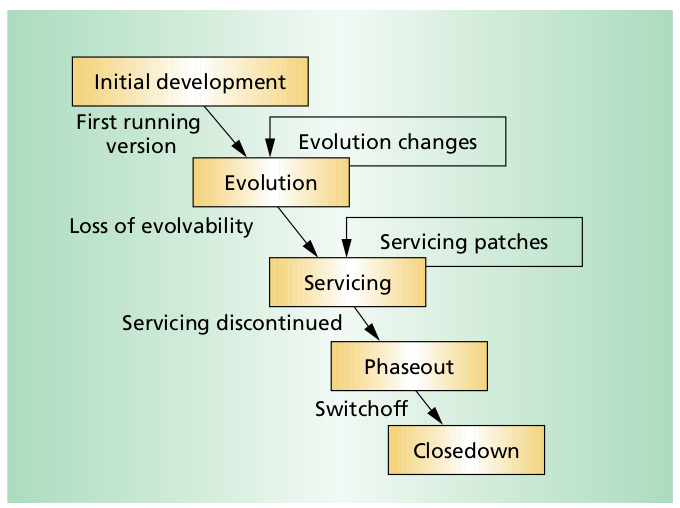 Initial development
First running
version
Evolution changes
Evolution
Loss of evolvability
Servicing patches
Servicing
Servicing discontinued
Phaseout
Switchoff
Closedown